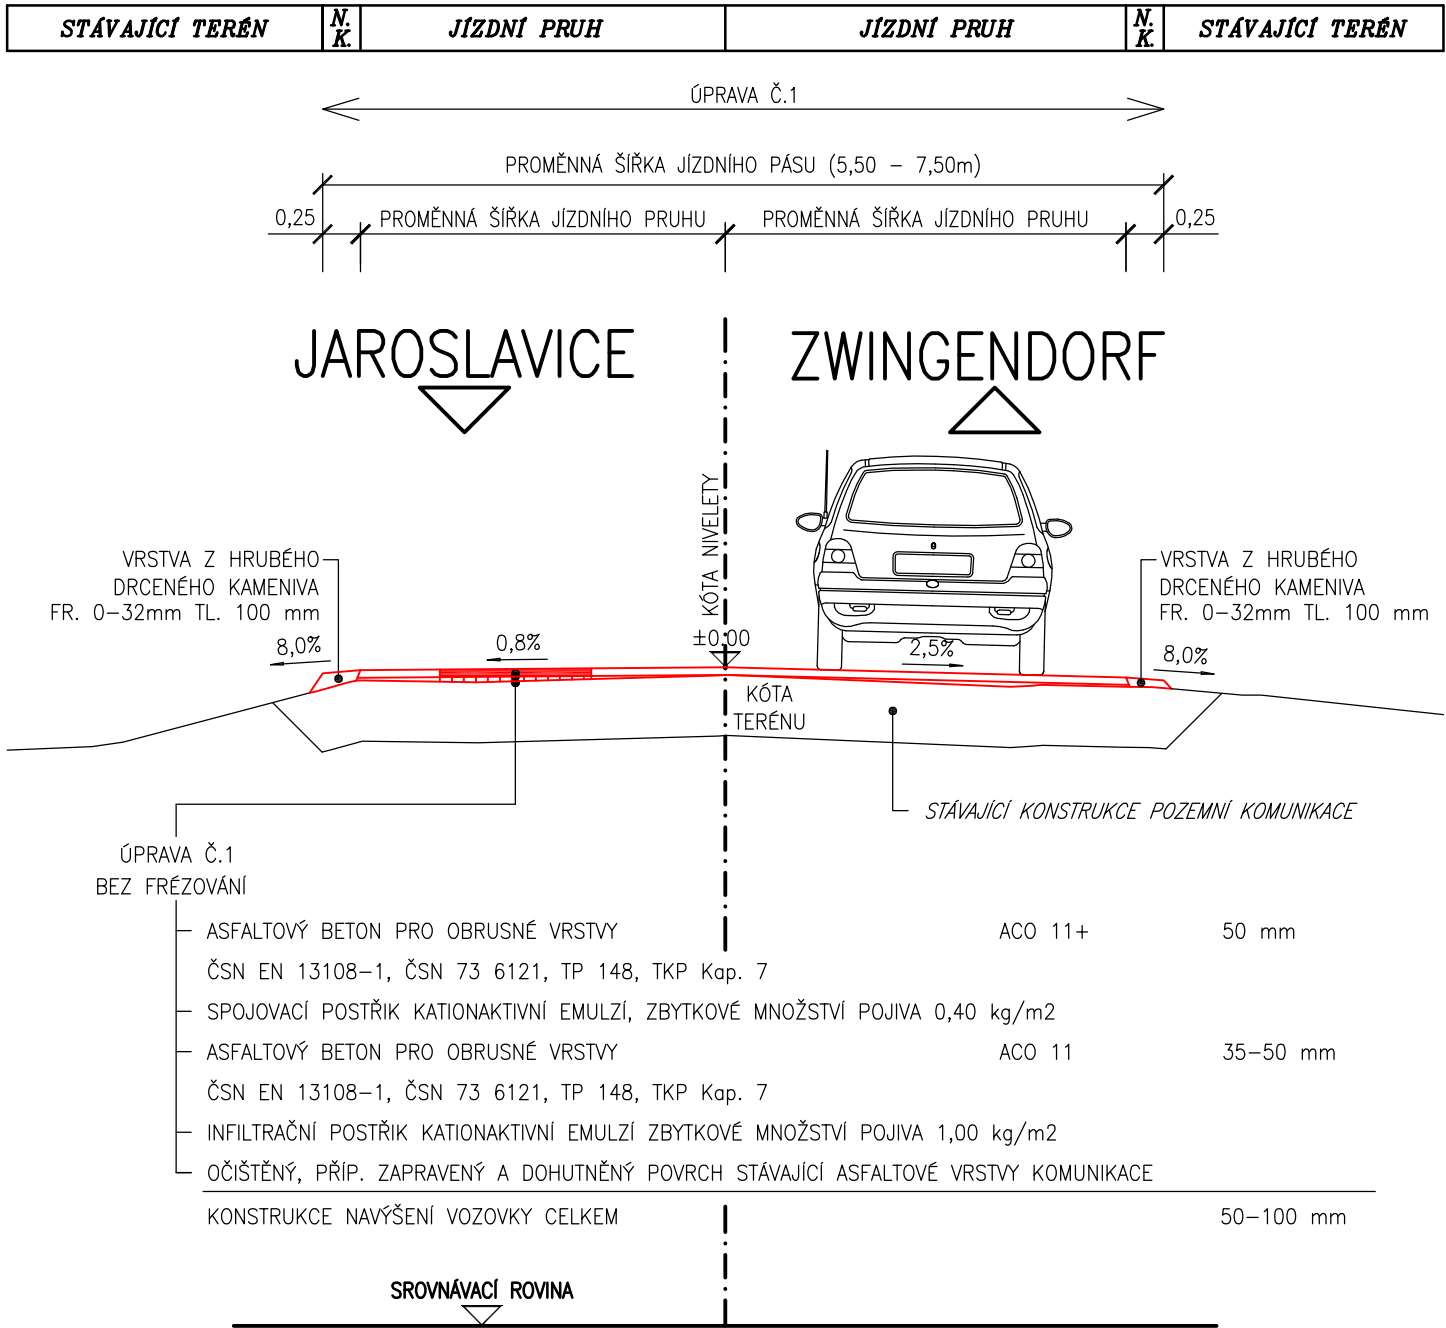 STÁVAJÍCÍ TERÉN
N.
K.
JÍZDNÍ PRUH
JÍZDNÍ PRUH
N.
K.
STÁVAJÍCÍ TERÉN
ÚPRAVA Č.1
PROMĚNNÁ ŠÍŘKA JÍZDNÍHO PÁSU (5,50 – 7,50m)
0,25
PROMĚNNÁ ŠÍŘKA JÍZDNÍHO PRUHU
PROMĚNNÁ ŠÍŘKA JÍZDNÍHO PRUHU
0,25
JAROSLAVICE
ZWINGENDORF
KÓTA NIVELETY
VRSTVA Z HRUBÉHO
DRCENÉHO KAMENIVA
FR. 0–32mm TL. 100 mm
VRSTVA Z HRUBÉHO
DRCENÉHO KAMENIVA
FR. 0–32mm TL. 100 mm
8,0%
0,8%
±0,00
2,5%
8,0%
KÓTA
TERÉNU
STÁVAJÍCÍ KONSTRUKCE POZEMNÍ KOMUNIKACE
ÚPRAVA Č.1
BEZ FRÉZOVÁNÍ
ASFALTOVÝ BETON PRO OBRUSNÉ VRSTVY ACO 11+ 50 mm
ČSN EN 13108–1, ČSN 73 6121, TP 148, TKP Kap. 7
SPOJOVACÍ POSTŘIK KATIONAKTIVNÍ EMULZÍ, ZBYTKOVÉ MNOŽSTVÍ POJIVA 0,40 kg/m2
ASFALTOVÝ BETON PRO OBRUSNÉ VRSTVY ACO 11 35–50 mm
ČSN EN 13108–1, ČSN 73 6121, TP 148, TKP Kap. 7
INFILTRAČNÍ POSTŘIK KATIONAKTIVNÍ EMULZÍ ZBYTKOVÉ MNOŽSTVÍ POJIVA 1,00 kg/m2
OČIŠTĚNÝ, PŘÍP. ZAPRAVENÝ A DOHUTNĚNÝ POVRCH STÁVAJÍCÍ ASFALTOVÉ VRSTVY KOMUNIKACE
KONSTRUKCE NAVÝŠENÍ VOZOVKY CELKEM 50–100 mm
SROVNÁVACÍ ROVINA